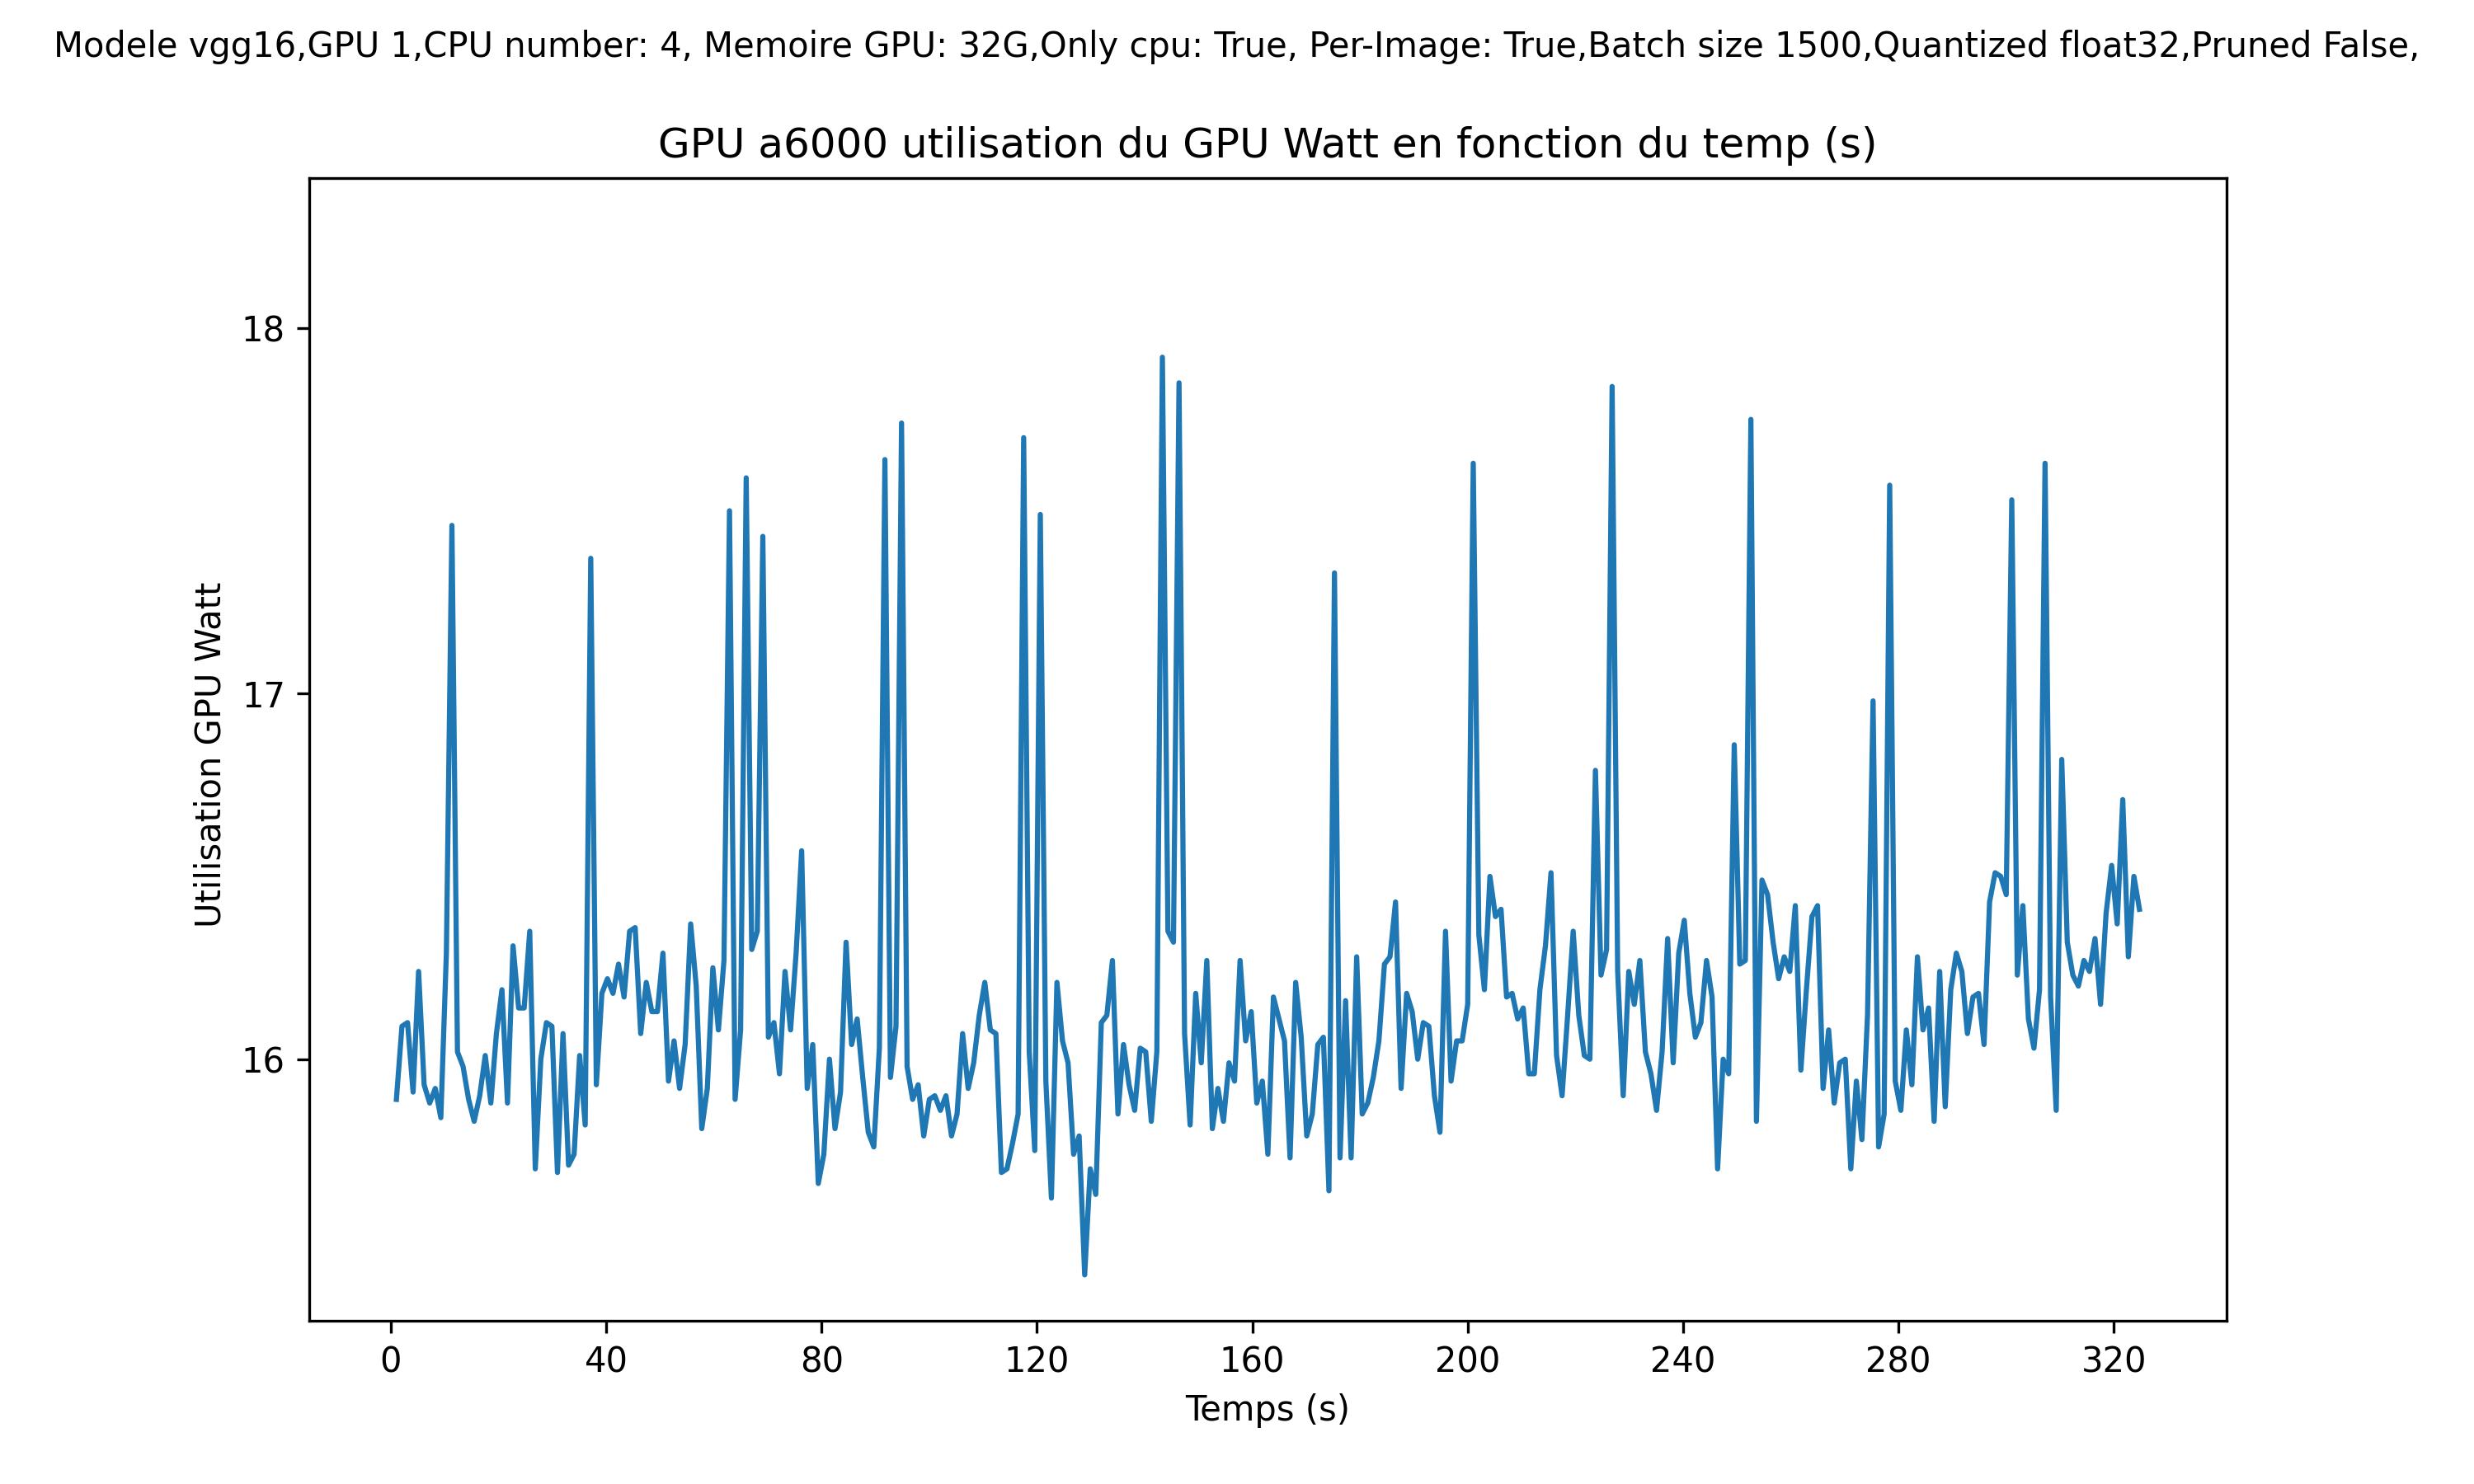 Modele vgg16,GPU 1,CPU number: 4, Memoire GPU: 32G,Only cpu: True, Per-Image: True,Batch size 1500,Quantized float32,Pruned False,
GPU a6000 utilisation du GPU Watt en fonction du temp (s)
Utilisation GPU Watt
18
17
16
0 40 80 120 160 200 240 280 320
Temps (s)